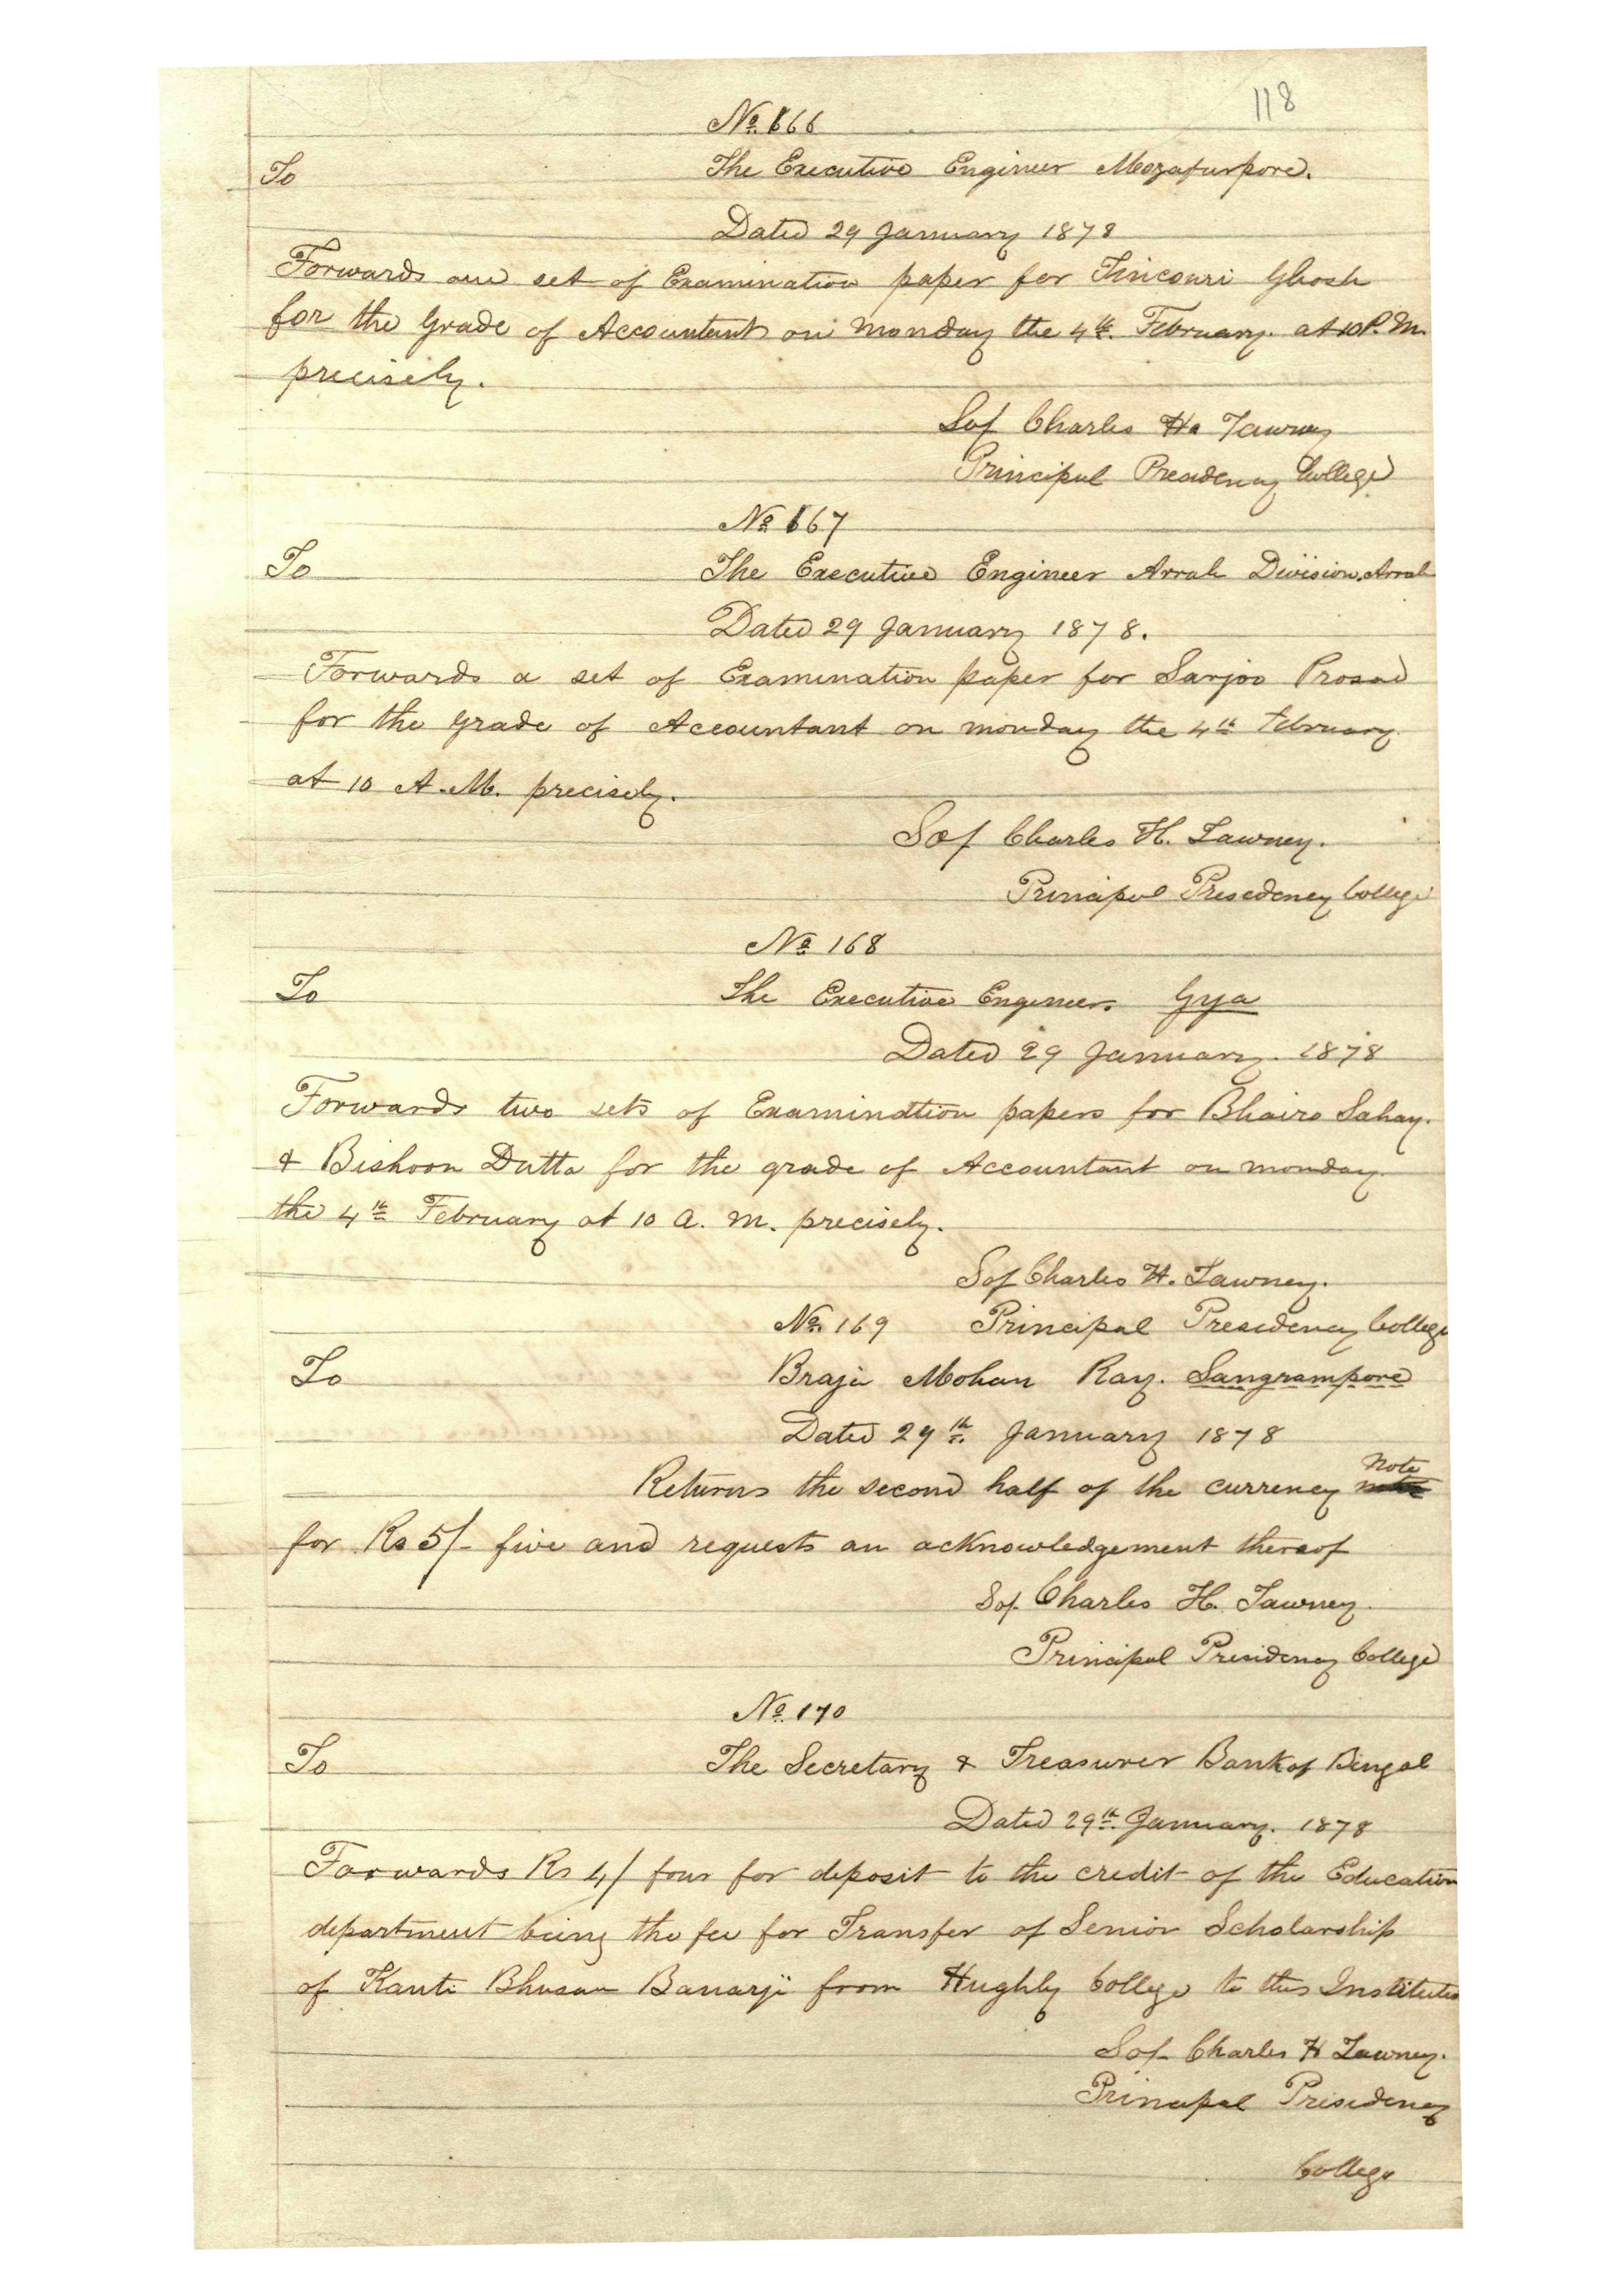 118
No. 166
To The Executive Engineer Mozafurpore.
Dated 29 January 1878
Forwards one set of Examination paper for Tinconri Ghosh
for the Grade of Accountant on Monday the 4th. February. at 10 P. M.
precisely.
Sd/ Charles H. Tawney
Principal Presidency College
No 167
To The Executive Engineer Arrah Division, Arrah
Dated 29 January 1878.
Forwards a set of Examination paper for Sarjoo Prosad
for the grade of Accountant on monday the 4th February
at 10 A.M. precisely.
Sd/ Charles H. Tawney.
Principal Presedency College
No 168
To The Executive Engineer. Gya
Dated 29 January. 1878
Forwards two sets of Examination papers for Bhairo Sahay.
& Bishoon Dutta for the grade of Accountant on monday.
the 4th February at 10 a. m. precisely.
Sd/ Charles H. Tawney.
No. 169 Principal Presidency College
To Braja Mohan Ray. Sangrampore
Dated 29th. January 1878
Returns the second half of the currency Note
for Rs 5/- five and requests an acknowledgement thereof
Sd/- Charles H. Tawney.
Principal Presidency College
No. 170
To The Secretary & Treasurer Bank of Bengal
Dated 29th. January. 1878
Forwards Rs 4/ four for deposit to the credit of the Education
department being the fee for Transfer of Senior Scholarship
of Kanti Bhusan Banarji from Hughly College to this Institution
Sd/- Charles H Tawney.
Principal Presidency
College